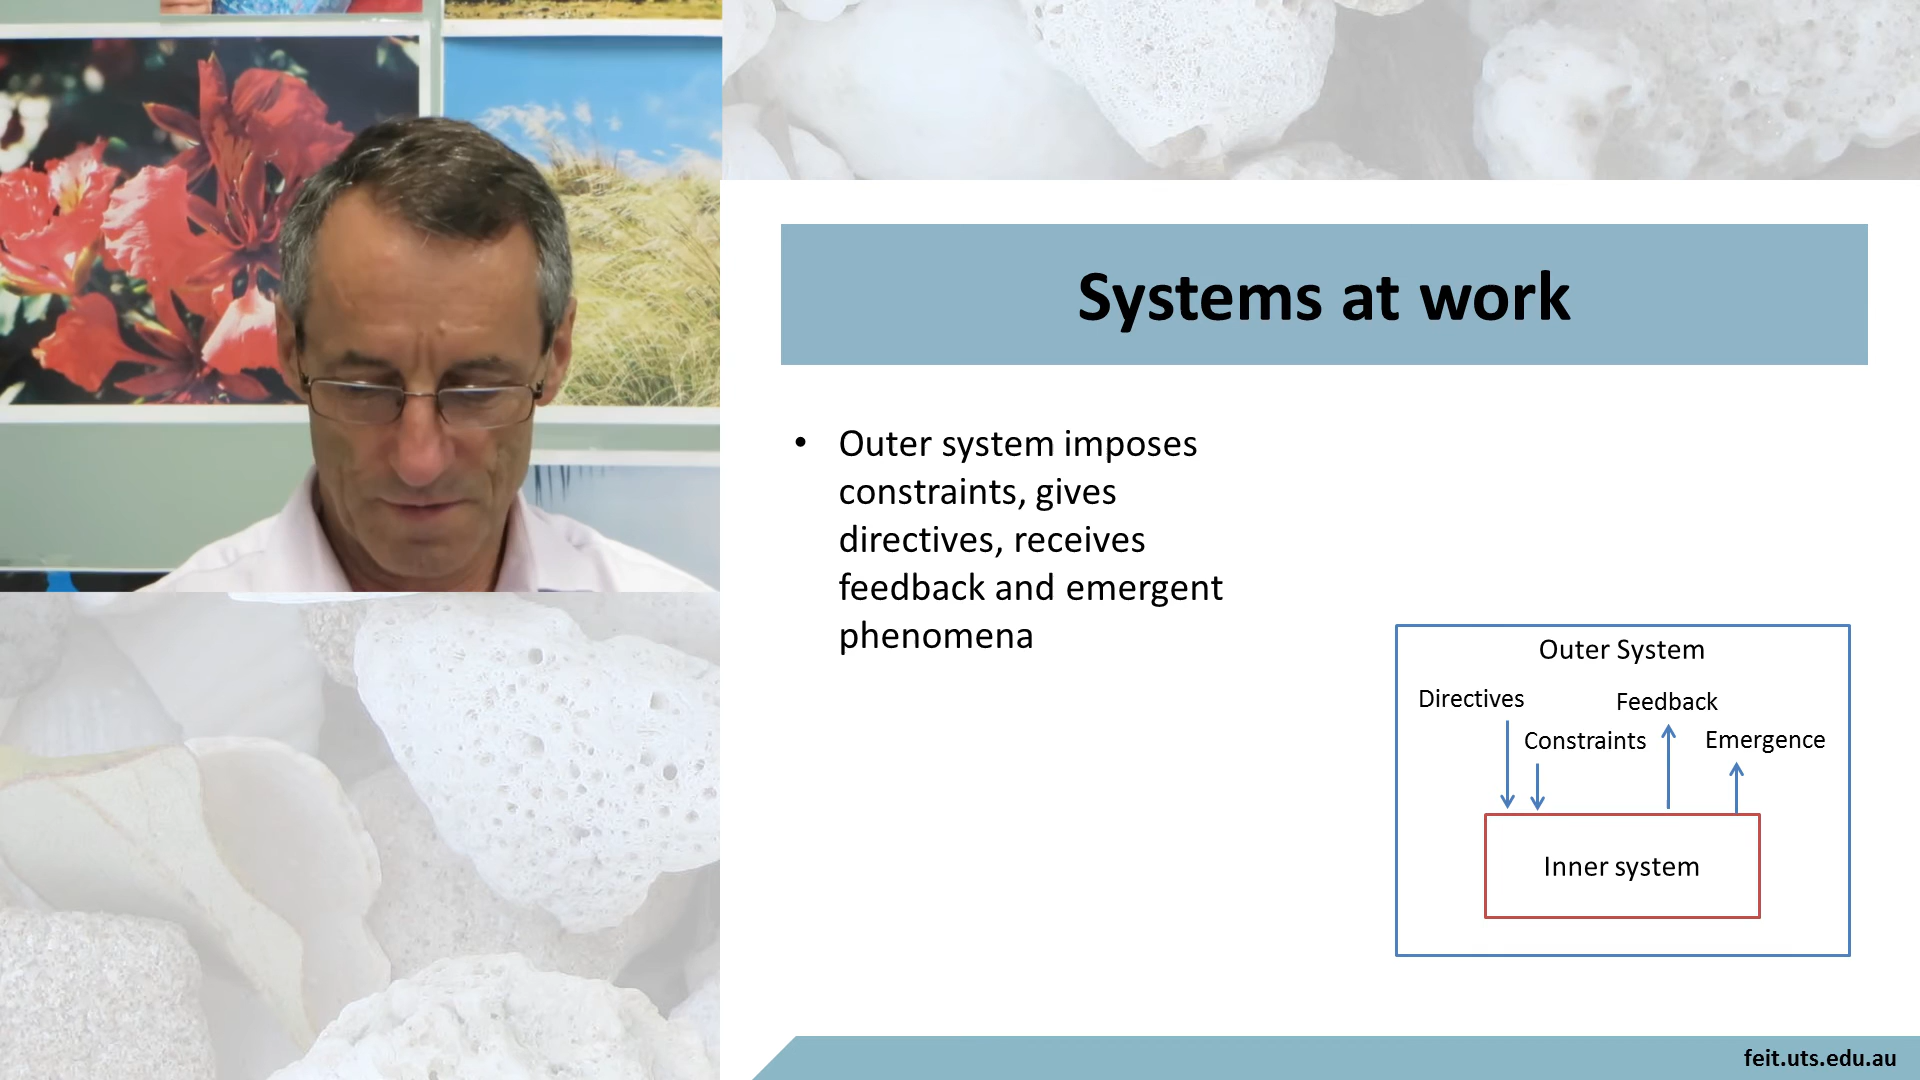 Systems at work
• Outer system imposes
constraints, gives
directives, receives
feedback and emergent
phenomena
Outer System
Directives
Feedback
Constraints
Emergence
Inner system
feit.uts.edu.au